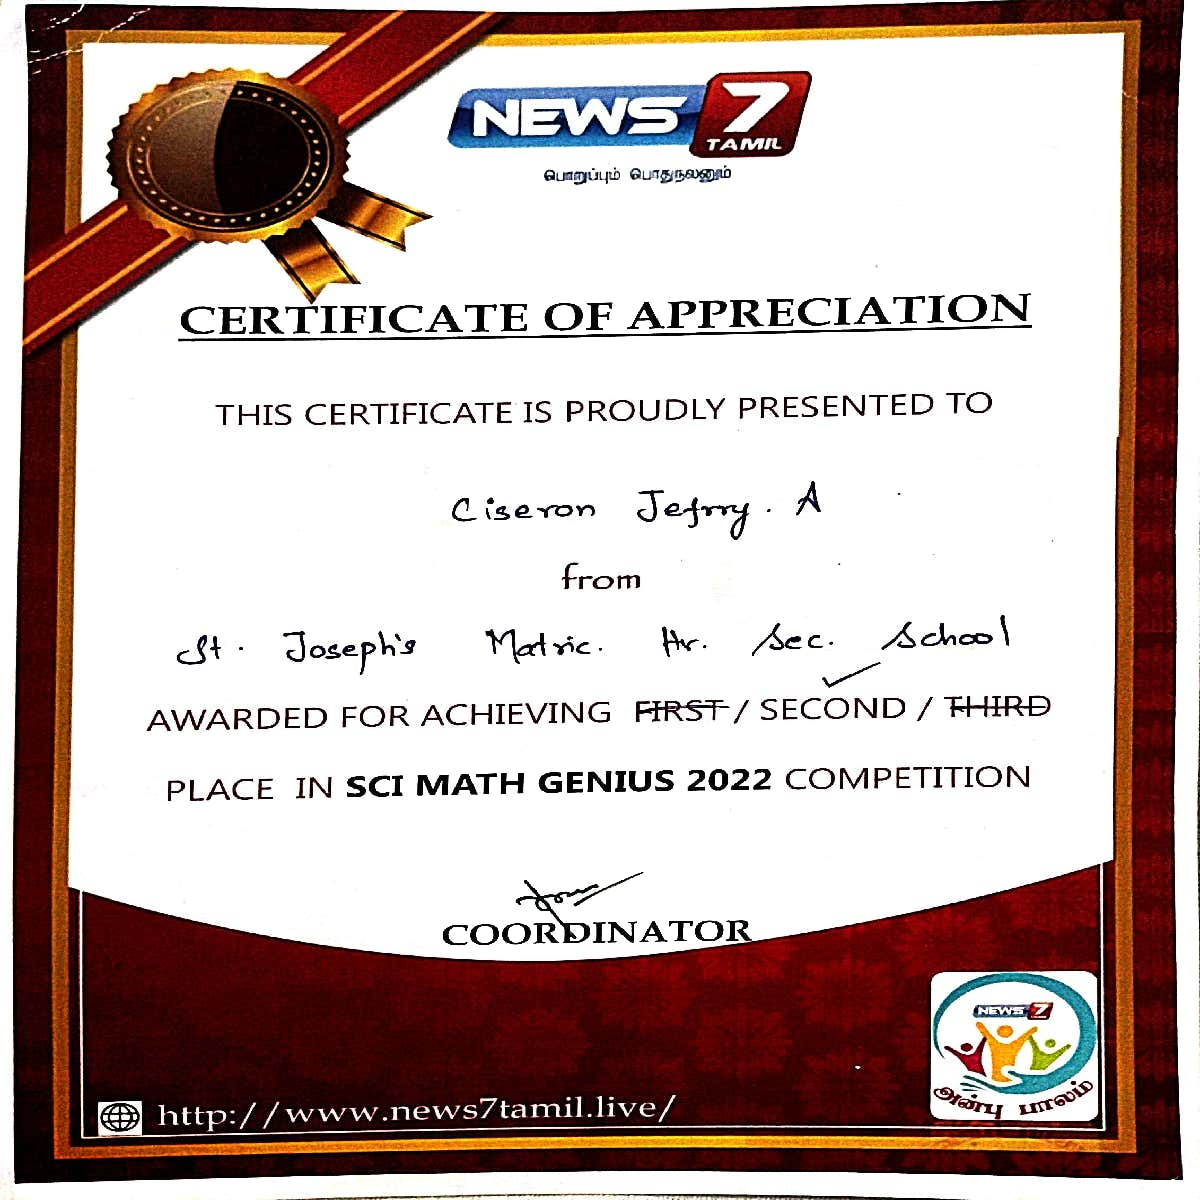 NEWS 7
TAMIL
பொறுப்பும் பொதுநலனும்
CERTIFICATE OF APPRECIATION
THIS CERTIFICATE IS PROUDLY PRESENTED TO
Ciseron Jefrry. A
from
St. Joseph's Matric. Hr. Sec. School
AWARDED FOR ACHIEVING FIRST / SECOND / THIRD
PLACE IN SCI MATH GENIUS 2022 COMPETITION
COORDINATOR
NEWS 7
அன்பு பாலம்
http://www.news7tamil.live/